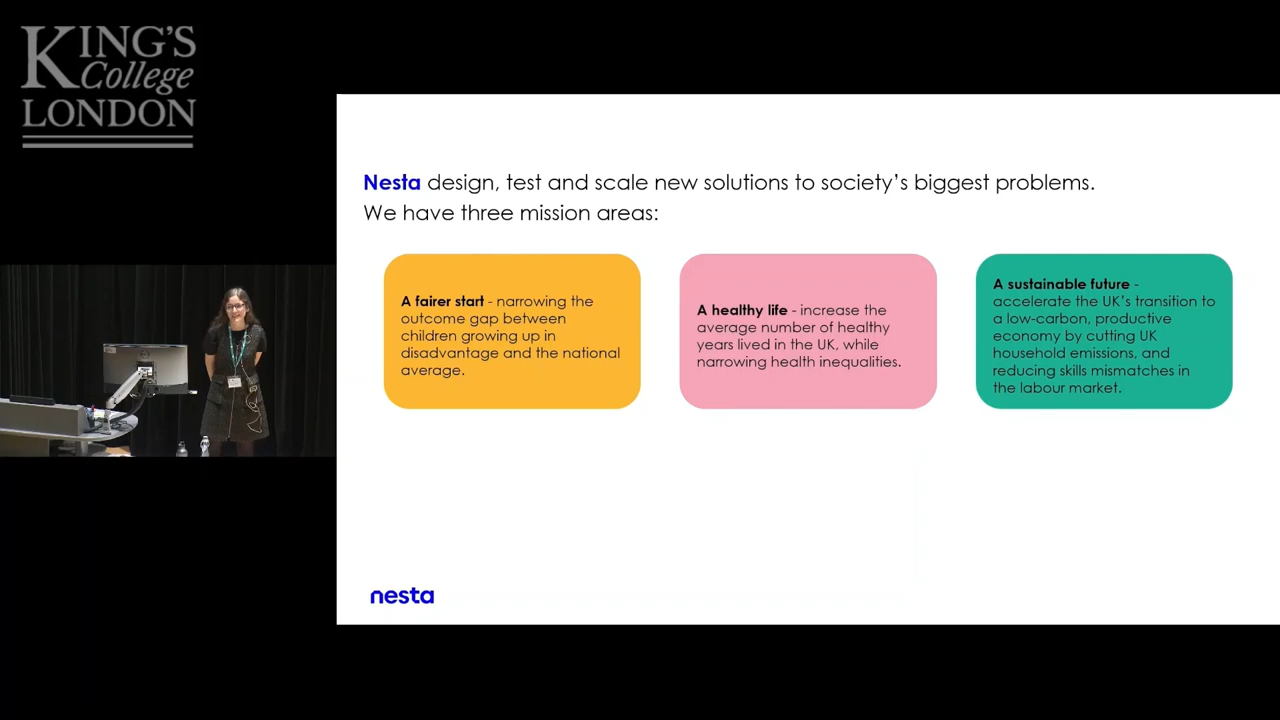 KING'S
College
LONDON
Nesta design, test and scale new solutions to society's biggest problems.
We have three mission areas:
A fairer start - narrowing the
outcome gap between
children growing up in
disadvantage and the national
average.
A healthy life - increase the
average number of healthy
years lived in the UK, while
narrowing health inequalities.
A sustainable future -
accelerate the UK's transition to
a low-carbon, productive
economy by cutting UK
household emissions, and
reducing skills mismatches in
the labour market.
nesta